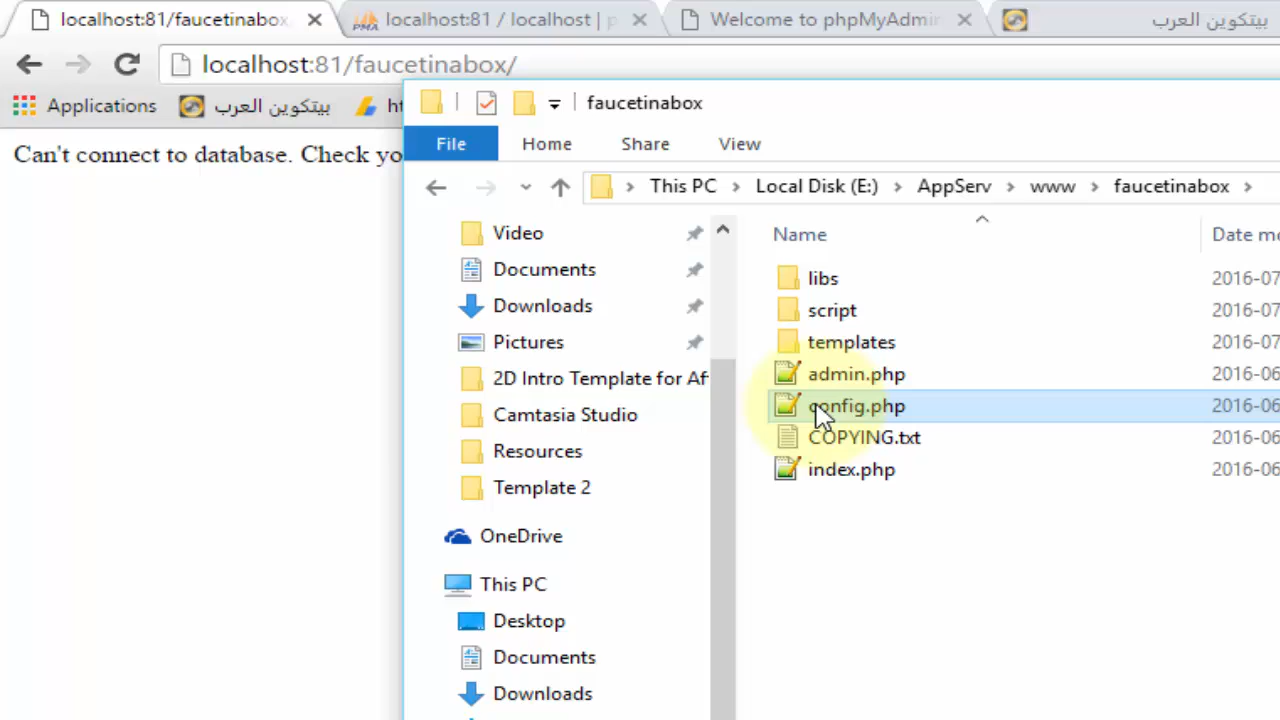 localhost:81/faucetinabox
localhost:81 / localhost | p
Welcome to phpMyAdmin
بيتكوين العرب
localhost:81/faucetinabox/
Applications
بيتكوين العرب
Can't connect to database. Check yo
faucetinabox
File
Home
Share
View
This PC
Local Disk (E:)
AppServ
www
faucetinabox
Name
Date mo
Video
Documents
Downloads
Pictures
2D Intro Template for Af
Camtasia Studio
Resources
Template 2
OneDrive
This PC
Desktop
Documents
Downloads
libs
2016-07
script
2016-07
templates
2016-07
admin.php
2016-06
config.php
2016-06
COPYING.txt
2016-06
index.php
2016-06